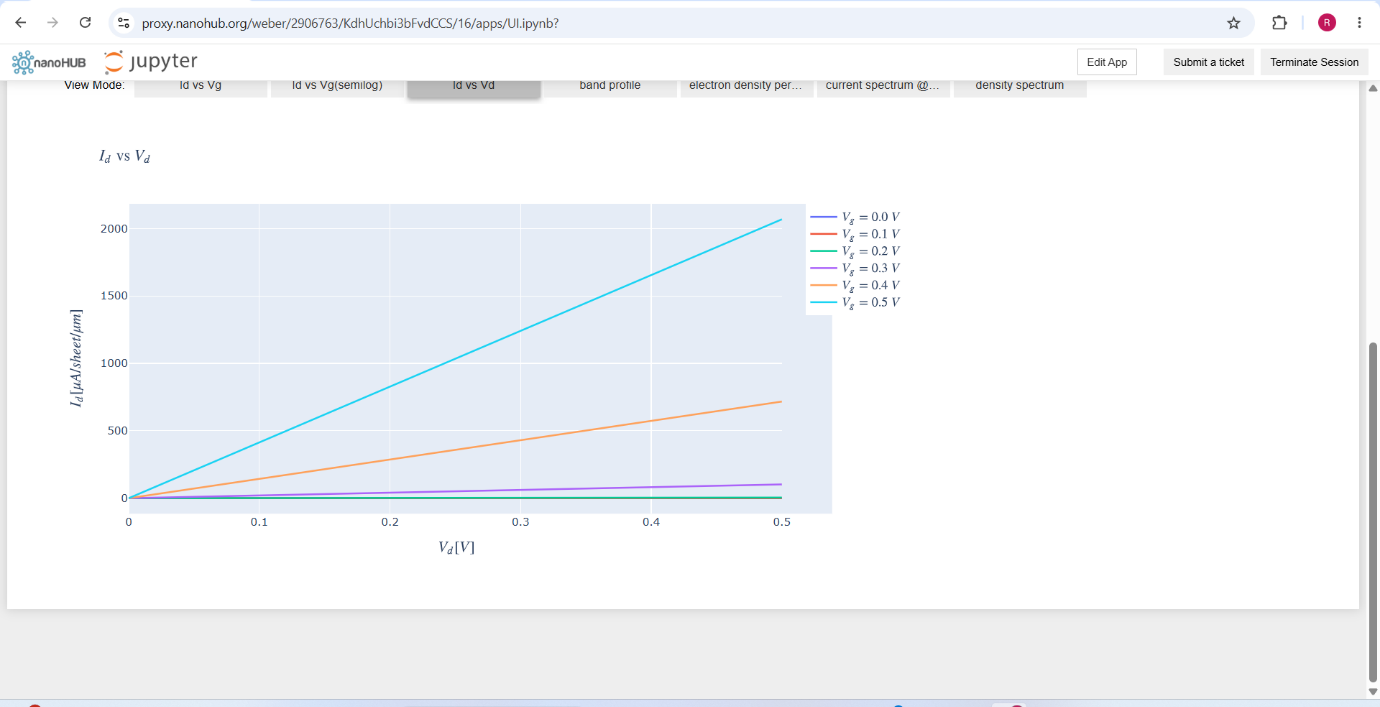 proxy.nanohub.org/weber/2906763/KdhUchbi3bFvdCCS/16/apps/UI.ipynb?
R
nanoHUB jupyter Edit App Submit a ticket Terminate Session
View Mode: Id vs Vg Id vs Vg(semilog) Id vs Vd band profile electron density per... current spectrum @... density spectrum
I_d vs V_d
V_g = 0.0 V
V_g = 0.1 V
V_g = 0.2 V
V_g = 0.3 V
V_g = 0.4 V
V_g = 0.5 V
2000
1500
1000
500
0
I_d [μA/sheet/μm]
0 0.1 0.2 0.3 0.4 0.5
V_d [V]